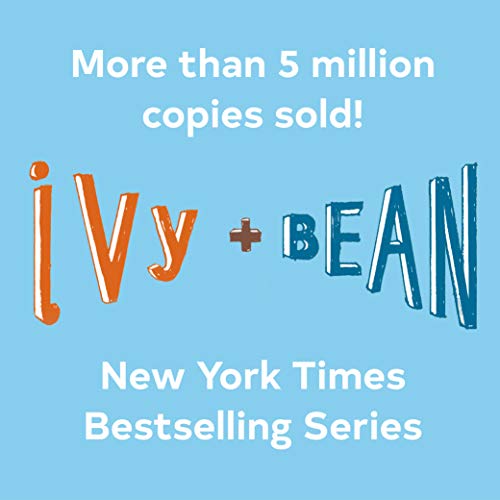 More than 5 million
copies sold!
ivy + BEAN
New York Times
Bestselling Series